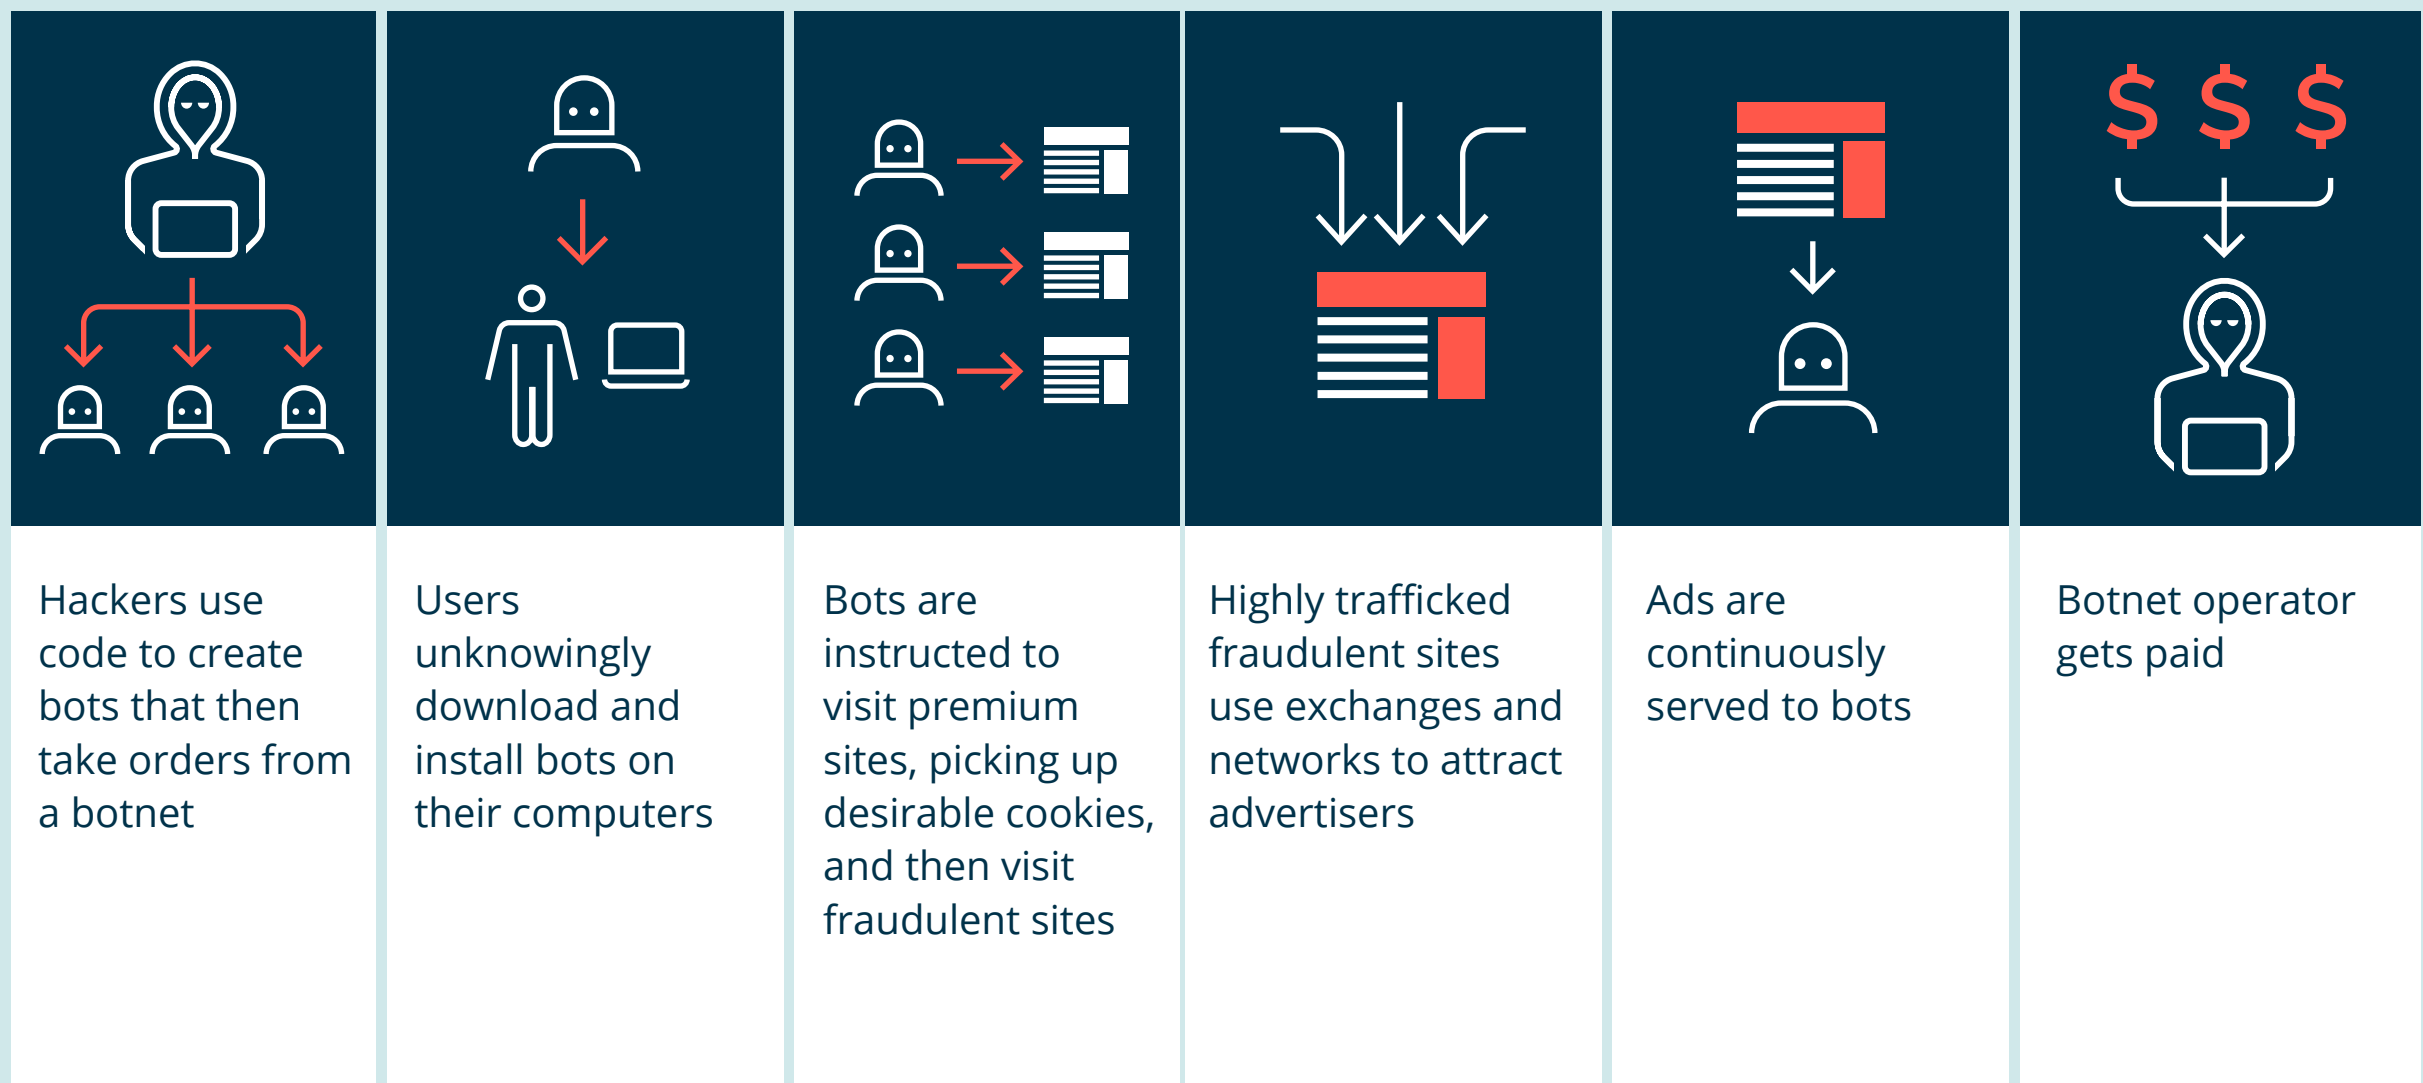 $ $ $
Hackers use
code to create
bots that then
take orders from
a botnet
Users
unknowingly
download and
install bots on
their computers
Bots are
instructed to
visit premium
sites, picking up
desirable cookies,
and then visit
fraudulent sites
Highly trafficked
fraudulent sites
use exchanges and
networks to attract
advertisers
Ads are
continuously
served to bots
Botnet operator
gets paid